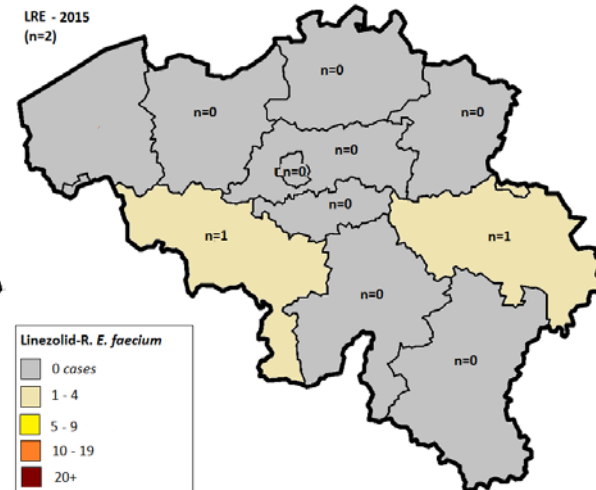 LRE - 2015
(n=2)
n=0
n=0
n=0
n=0
n=0
n=0
n=1
n=1
n=0
n=0
Linezolid-R. E. faecium
0 cases
1 - 4
5 - 9
10 - 19
20+